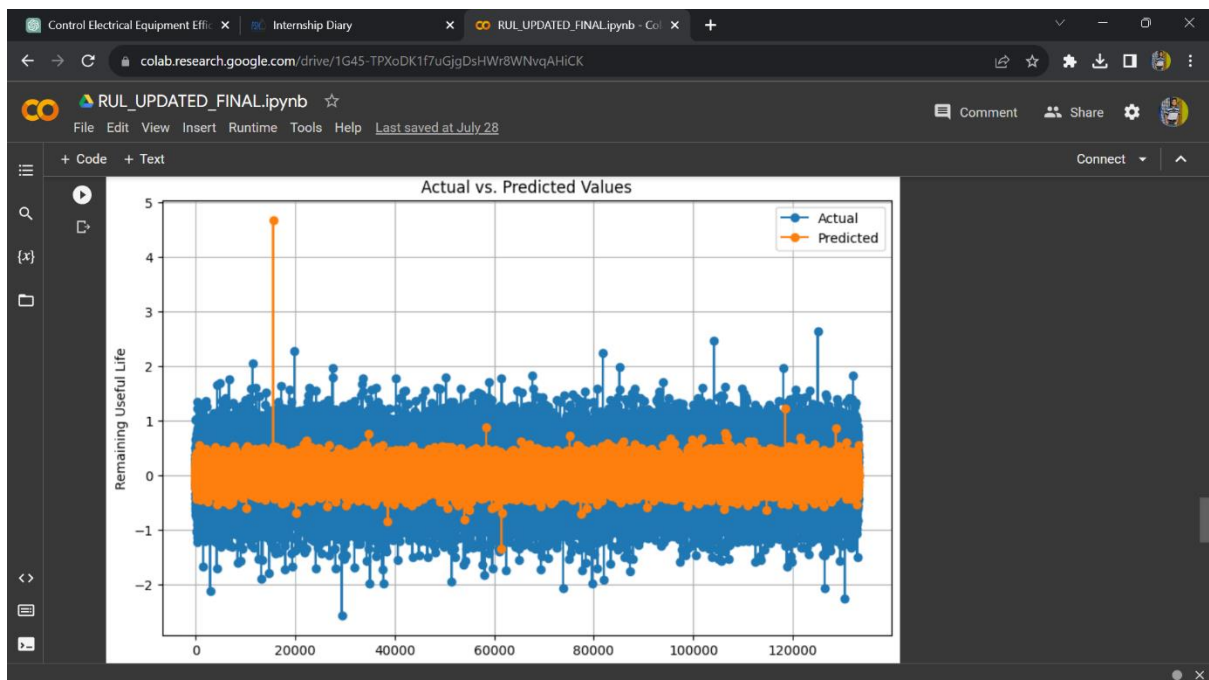 Control Electrical Equipment Effic
Internship Diary
RUL_UPDATED_FINAL.ipynb - Col
colab.research.google.com/drive/1G45-TPXoDK1f7uGjgDsHWr8WNvqAHiCK
RUL_UPDATED_FINAL.ipynb
Comment
Share
File Edit View Insert Runtime Tools Help Last saved at July 28
+ Code + Text
Connect
{x}
Actual vs. Predicted Values
Actual
Predicted
Remaining Useful Life
5
4
3
2
1
0
−1
−2
0 20000 40000 60000 80000 100000 120000